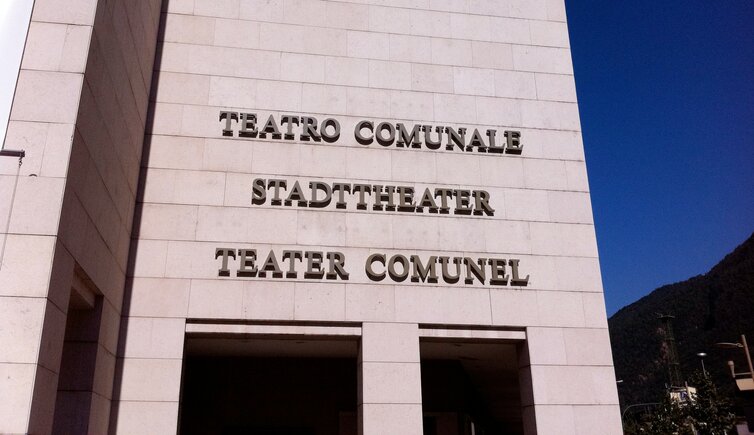 TEATRO COMUNALE
STADTTHEATER
TEATER COMUNEL